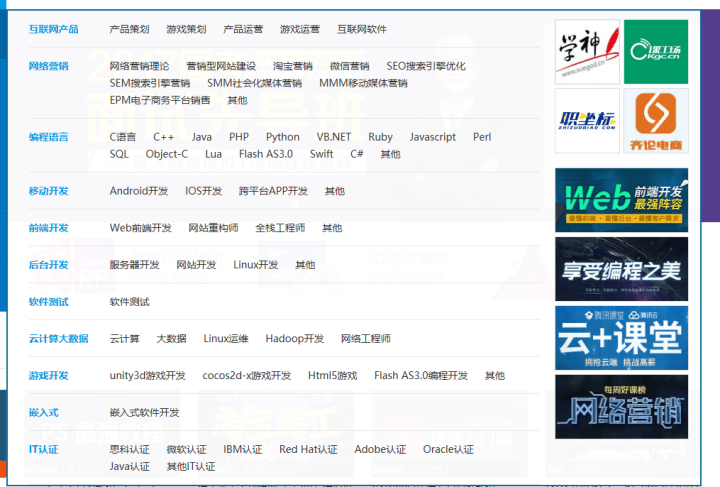 互联网产品 产品策划 游戏策划 产品运营 游戏运营 互联网软件
网络营销 网络营销理论 营销型网站建设 淘宝营销 微信营销 SEO搜索引擎优化
SEM搜索引擎营销 SMM社会化媒体营销 MMM移动媒体营销
EPM电子商务平台销售 其他
编程语言 C语言 C++ Java PHP Python VB.NET Ruby Javascript Perl
SQL Object-C Lua Flash AS3.0 Swift C# 其他
移动开发 Android开发 IOS开发 跨平台APP开发 其他
前端开发 Web前端开发 网站重构师 全栈工程师 其他
后台开发 服务器开发 网站开发 Linux开发 其他
软件测试 软件测试
云计算大数据 云计算 大数据 Linux运维 Hadoop开发 网络工程师
游戏开发 unity3d游戏开发 cocos2d-x游戏开发 Html5游戏 Flash AS3.0编程开发 其他
嵌入式 嵌入式软件开发
IT认证 思科认证 微软认证 IBM认证 Red Hat认证 Adobe认证 Oracle认证
Java认证 其他IT认证
学神
www.xuegod.cn
课工场
Kgc.cn
职坐标
ZHIZUOBIAO.COM
齐论电商
Web 前端开发
最强阵容
最懂前端·最懂后台·最懂客户需求
享受编程之美
腾讯课堂 腾讯云
云+课堂
拥抱云端 挑战高薪
每周好课榜
网络营销